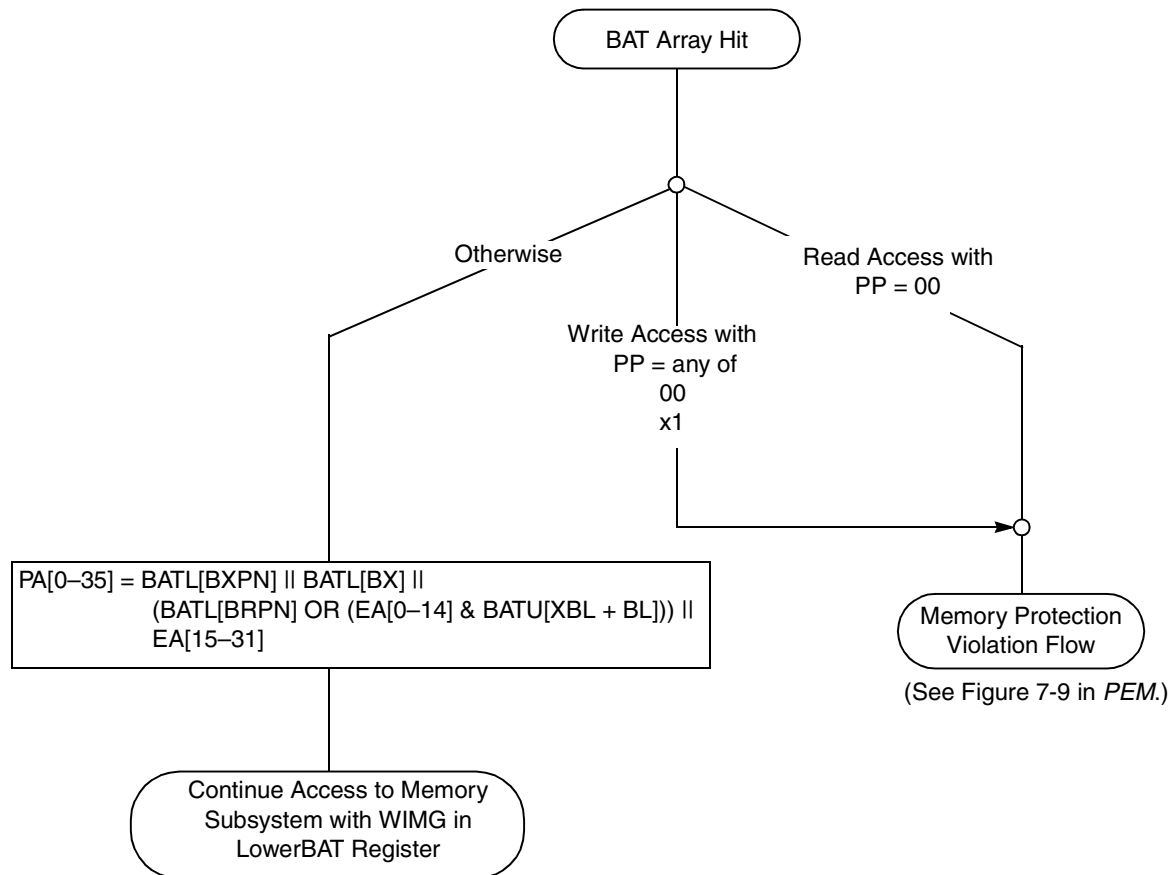 BAT Array Hit
Otherwise
Read Access with
PP = 00
Write Access with
PP = any of
00
x1
PA[0–35] = BATL[BXPN] || BATL[BX] ||
(BATL[BRPN] OR (EA[0–14] & BATU[XBL + BL])) ||
EA[15–31]
Memory Protection
Violation Flow
(See Figure 7-9 in PEM.)
Continue Access to Memory
Subsystem with WIMG in
LowerBAT Register